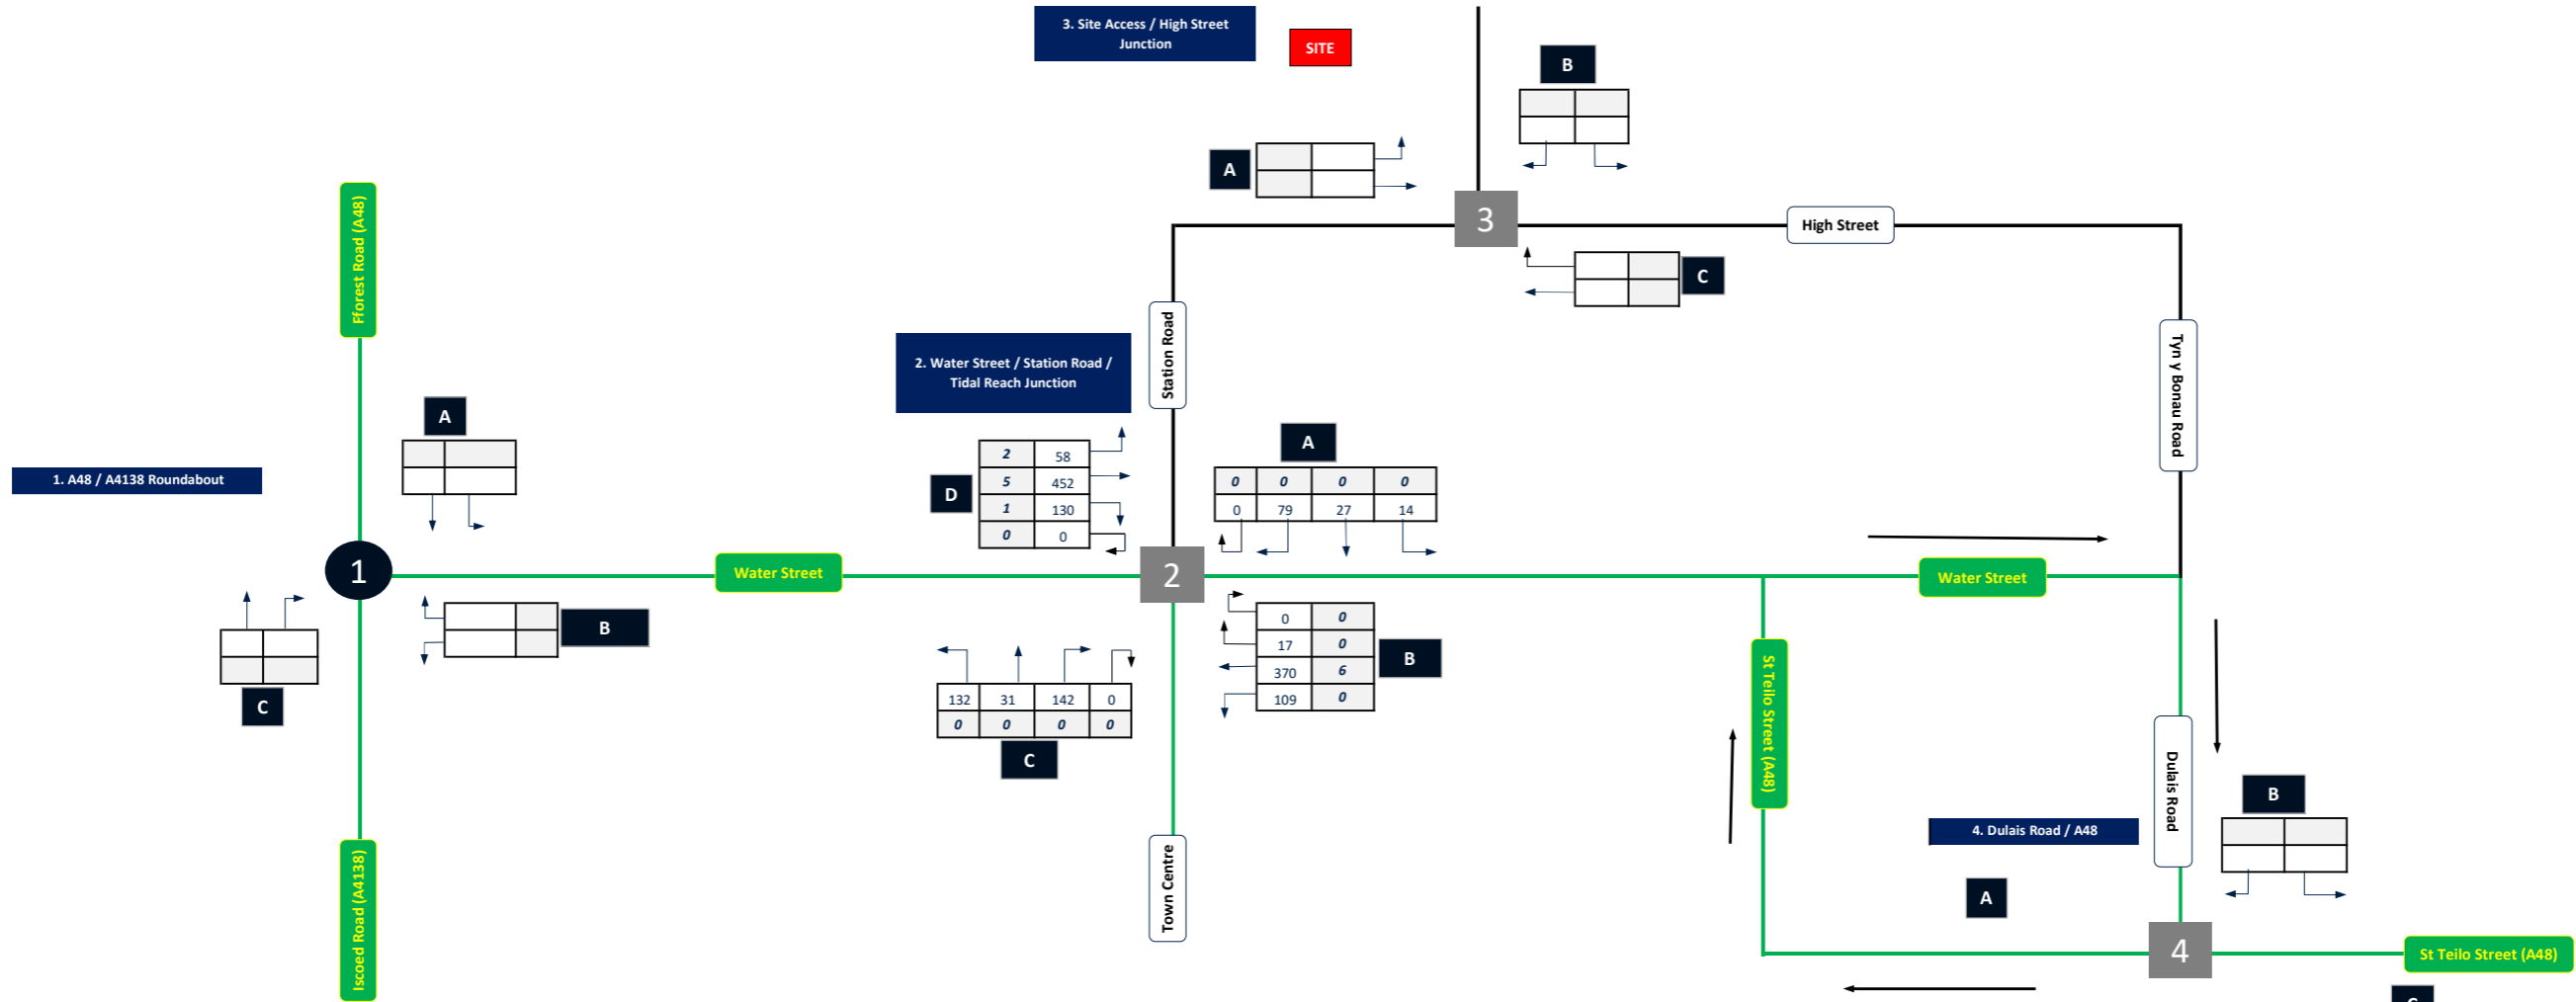 3. Site Access / High Street
Junction
SITE
B
A
3
High Street
C
Fforest Road (A48)
Station Road
Tyn y Bonau Road
2. Water Street / Station Road /
Tidal Reach Junction
A
1. A48 / A4138 Roundabout
D
2 58
5 452
1 130
0 0
A
0 0 0 0
0 79 27 14
1
Water Street
2
Water Street
B
C
0 0
17 0
370 6
109 0
B
132 31 142 0
0 0 0 0
C
St Teilo Street (A48)
Dulais Road
B
4. Dulais Road / A48
A
Iscoed Road (A4138)
Town Centre
4
St Teilo Street (A48)
C